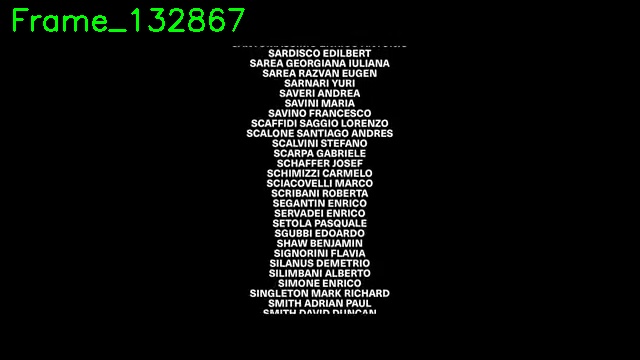 Frame_132867
SARDISCO EDILBERT
SAREA GEORGIANA IULIANA
SAREA RAZVAN EUGEN
SARNARI YURI
SAVERI ANDREA
SAVINI MARIA
SAVINO FRANCESCO
SCAFFIDI SAGGIO LORENZO
SCALONE SANTIAGO ANDRES
SCALVINI STEFANO
SCARPA GABRIELE
SCHAFFER JOSEF
SCHIMIZZI CARMELO
SCIACOVELLI MARCO
SCRIBANI ROBERTA
SEGANTIN ENRICO
SERVADEI ENRICO
SETOLA PASQUALE
SGUBBI EDOARDO
SHAW BENJAMIN
SIGNORINI FLAVIA
SILANUS DEMETRIO
SILIMBANI ALBERTO
SIMONE ENRICO
SINGLETON MARK RICHARD
SMITH ADRIAN PAUL
SMITH DAVID DUNCAN